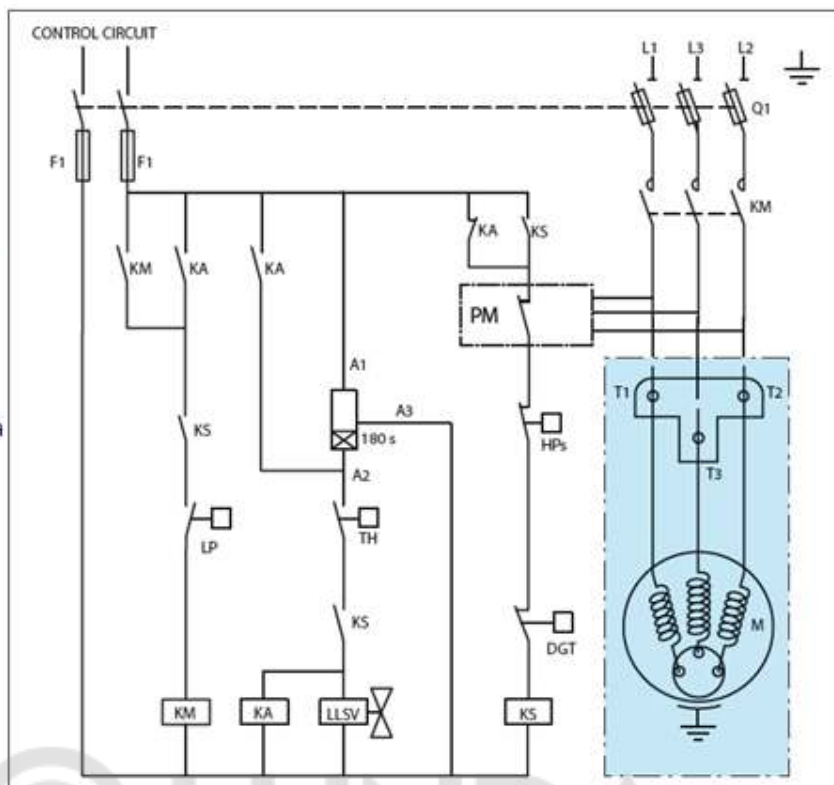 CONTROL CIRCUIT
L1 L3 L2
Q1
F1 F1
KM
KA KS
KM KA KA
PM
A1
T1 T2
A3
180 s
KS
HPs
A2
T3
LP
TH
KS
M
DGT
KM KA LLSV KS